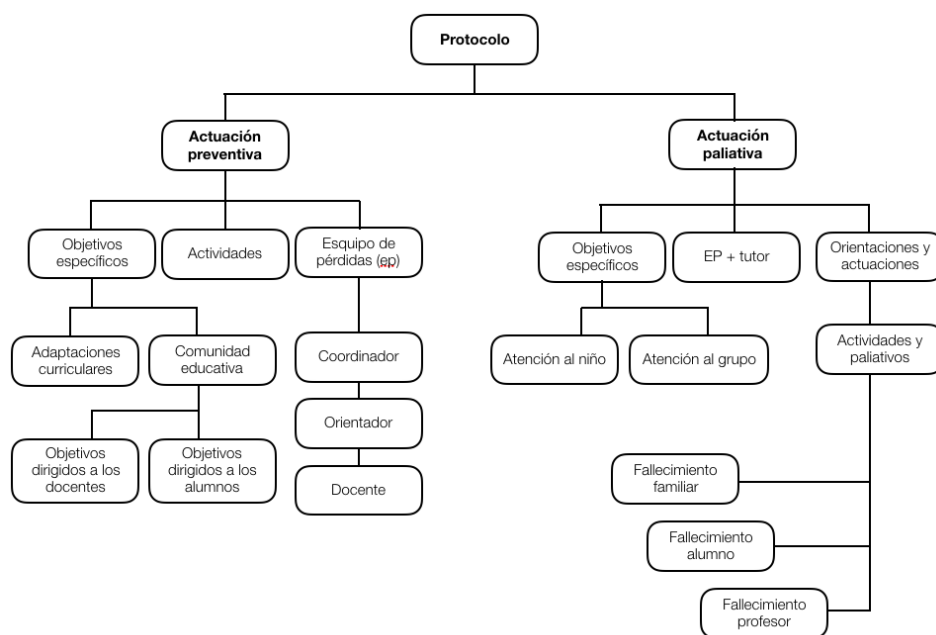 Protocolo
Actuación
preventiva
Actuación
paliativa
Objetivos
específicos
Actividades
Esquipo de
pérdidas (ep)
Objetivos
específicos
EP + tutor
Orientaciones y
actuaciones
Adaptaciones
curriculares
Comunidad
educativa
Coordinador
Atención al niño
Atención al grupo
Actividades y
paliativos
Orientador
Objetivos
dirigidos a los
docentes
Objetivos
dirigidos a los
alumnos
Docente
Fallecimiento
familiar
Fallecimiento
alumno
Fallecimiento
profesor